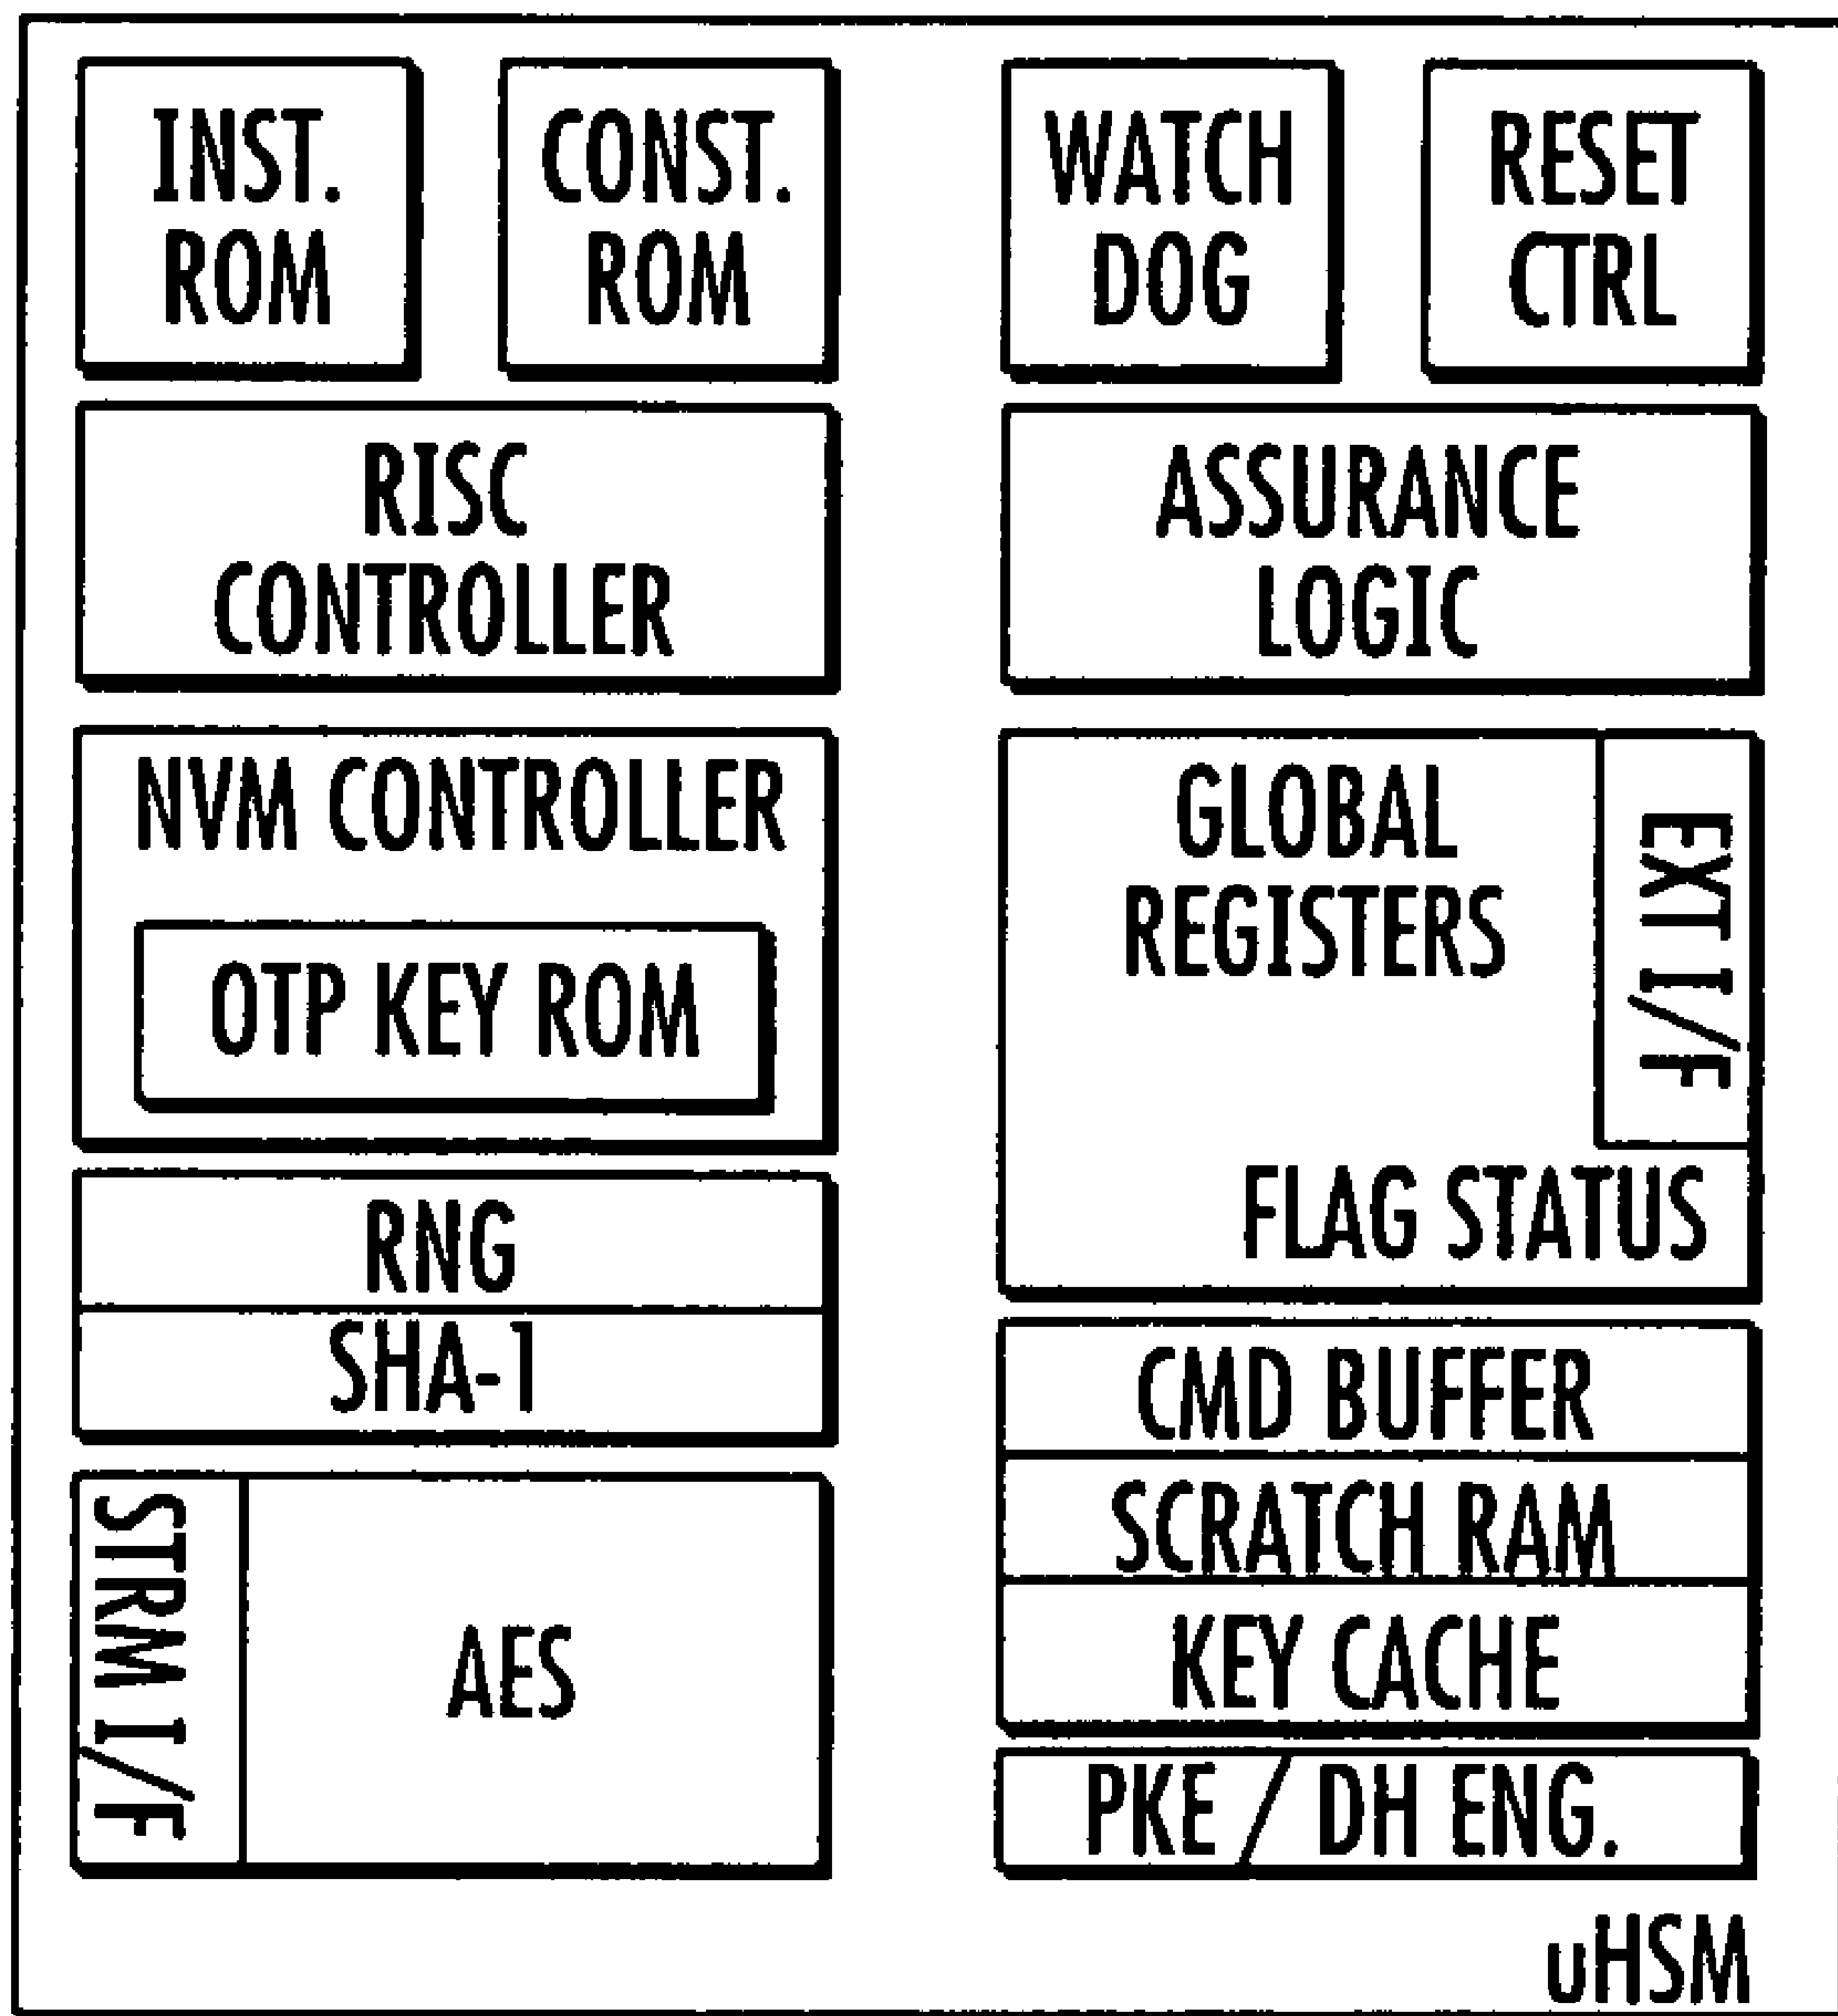 INST.
ROM
CONST.
ROM
WATCH
DOG
RESET
CTRL
RISC
CONTROLLER
ASSURANCE
LOGIC
NVM CONTROLLER
OTP KEY ROM
GLOBAL
REGISTERS
EXT I/F
FLAG STATUS
RNG
SHA-1
CMD BUFFER
SCRATCH RAM
KEY CACHE
STRM I/F
AES
PKE / DH ENG.
uHSM